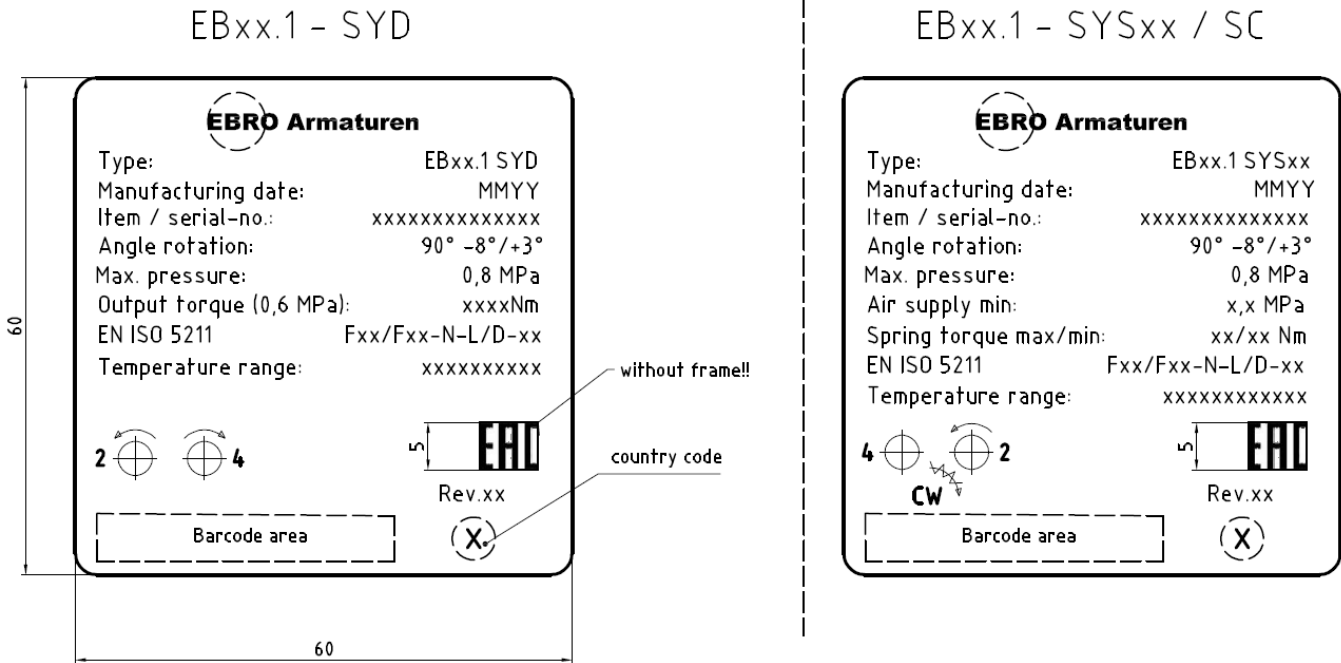 EBxx.1 - SYD
EBRO Armaturen
Type: EBxx.1 SYD
Manufacturing date: MMYY
Item / serial-no.: xxxxxxxxxxxxxx
Angle rotation: 90° -8°/+3°
Max. pressure: 0,8 MPa
Output torque (0,6 MPa): xxxxNm
EN ISO 5211 Fxx/Fxx-N-L/D-xx
Temperature range: xxxxxxxxxx
without frame!!
2 4 5 EAC
country code
Rev.xx
Barcode area X
60
60
EBxx.1 - SYSxx / SC
EBRO Armaturen
Type: EBxx.1 SYSxx
Manufacturing date: MMYY
Item / serial-no.: xxxxxxxxxxxxxx
Angle rotation: 90° -8°/+3°
Max. pressure: 0,8 MPa
Air supply min: x,x MPa
Spring torque max/min: xx/xx Nm
EN ISO 5211 Fxx/Fxx-N-L/D-xx
Temperature range: xxxxxxxxxxxx
4 2 5 EAC
CW Rev.xx
Barcode area X